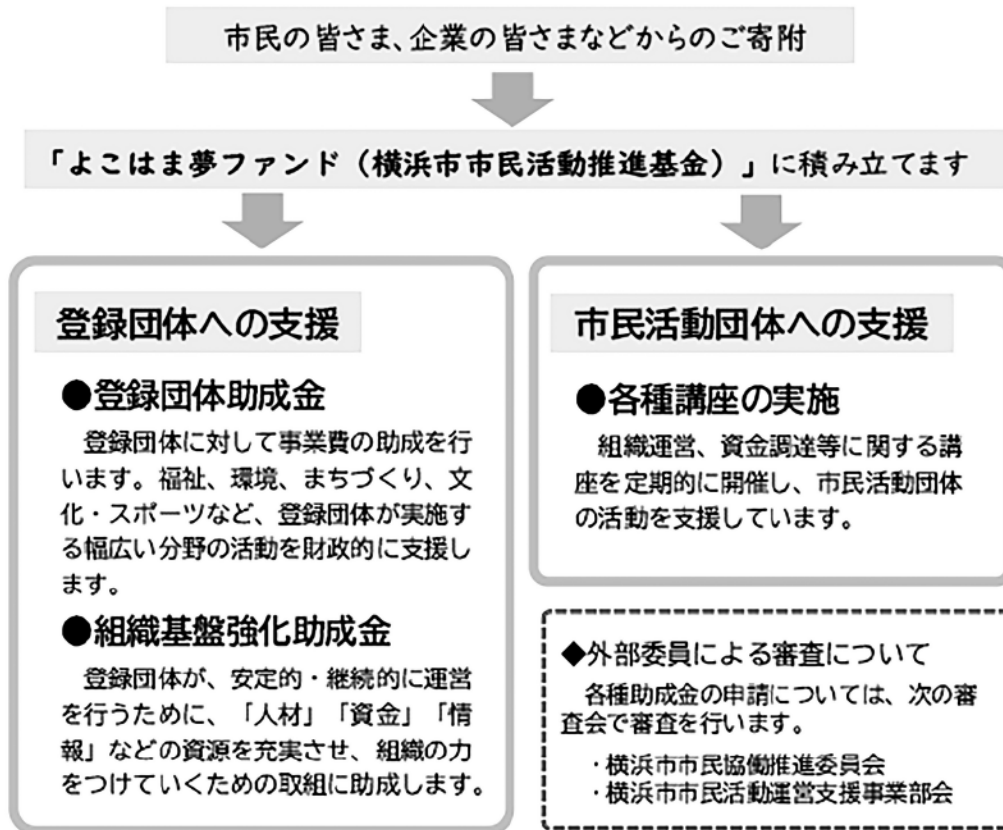 市民の皆さま、企業の皆さまなどからのご寄附
「よこはま夢ファンド（横浜市市民活動推進基金）」に積み立てます
登録団体への支援
●登録団体助成金
登録団体に対して事業費の助成を行
います。福祉、環境、まちづくり、文
化・スポーツなど、登録団体が実施す
る幅広い分野の活動を財政的に支援し
ます。
●組織基盤強化助成金
登録団体が、安定的・継続的に運営
を行うために、「人材」「資金」「情
報」などの資源を充実させ、組織の力
をつけていくための取組に助成します。
市民活動団体への支援
●各種講座の実施
組織運営、資金調達等に関する講
座を定期的に開催し、市民活動団体
の活動を支援しています。
◆外部委員による審査について
各種助成金の申請については、次の審
査会で審査を行います。
・横浜市市民協働推進委員会
・横浜市市民活動運営支援事業部会